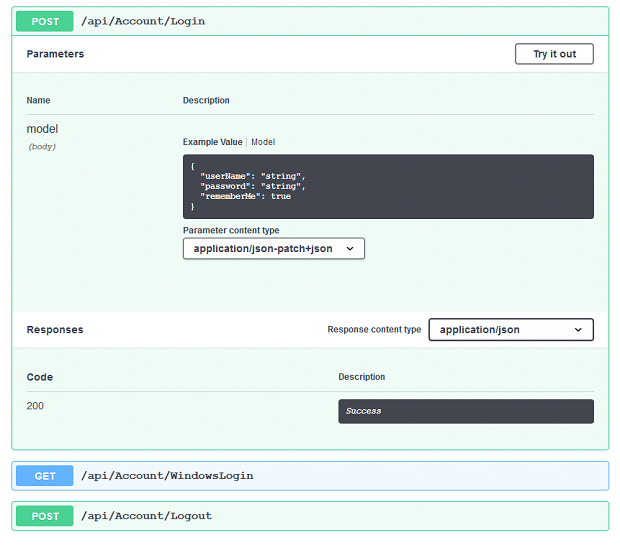 POST /api/Account/Login
Parameters Try it out
Name Description
model
(body)
Example Value Model
{
"userName": "string",
"password": "string",
"rememberMe": true
}
Parameter content type
application/json-patch+json
Responses Response content type application/json
Code Description
200 Success
GET /api/Account/WindowsLogin
POST /api/Account/Logout